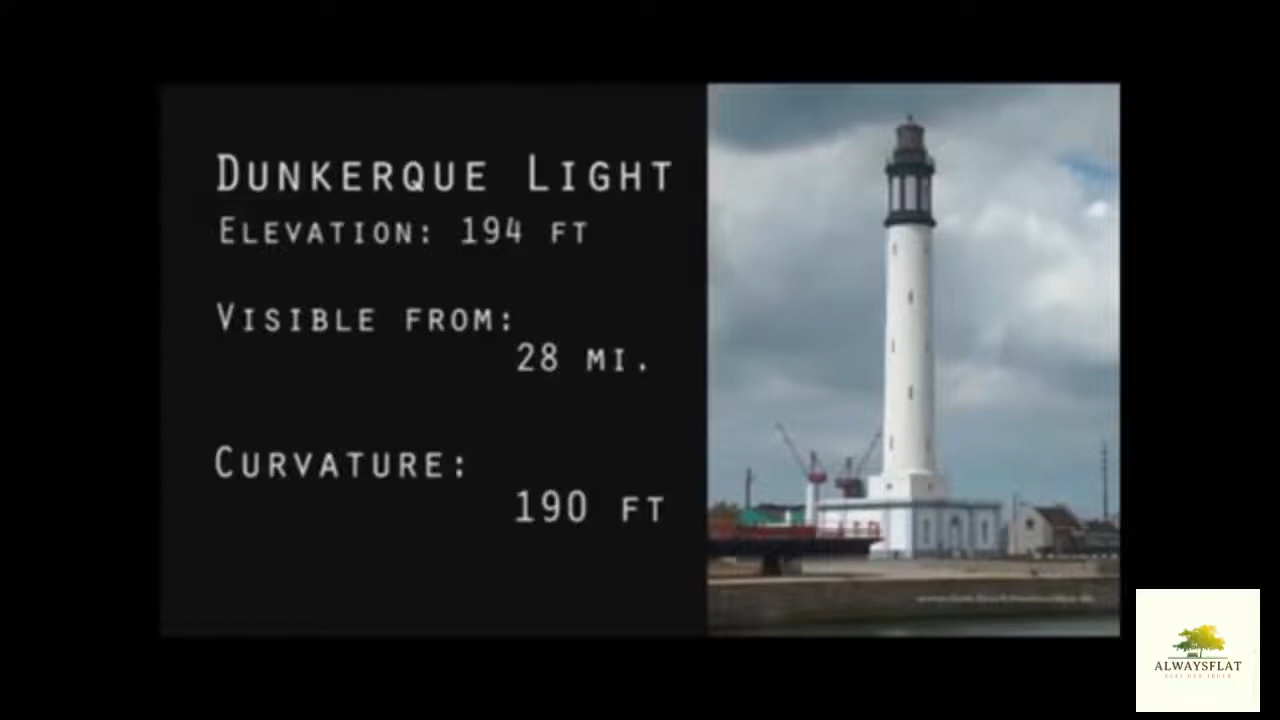 DUNKERQUE LIGHT
ELEVATION: 194 FT
VISIBLE FROM:
28 MI.
CURVATURE:
190 FT
ALWAYSFLAT